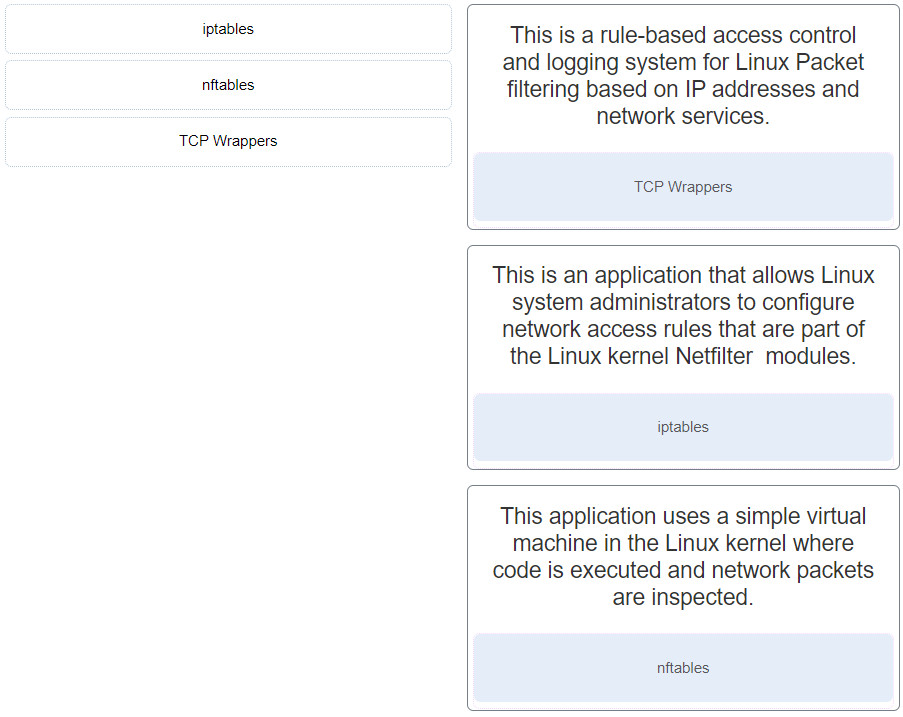 iptables
nftables
TCP Wrappers
This is a rule-based access control
and logging system for Linux Packet
filtering based on IP addresses and
network services.
TCP Wrappers
This is an application that allows Linux
system administrators to configure
network access rules that are part of
the Linux kernel Netfilter  modules.
iptables
This application uses a simple virtual
machine in the Linux kernel where
code is executed and network packets
are inspected.
nftables